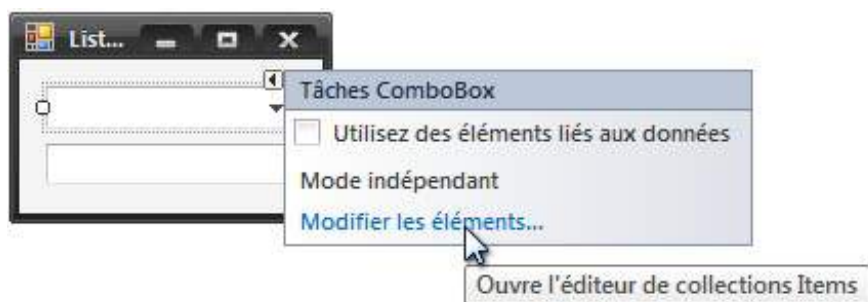 List...
Tâches ComboBox
Utilisez des éléments liés aux données
Mode indépendant
Modifier les éléments...
Ouvre l'éditeur de collections Items